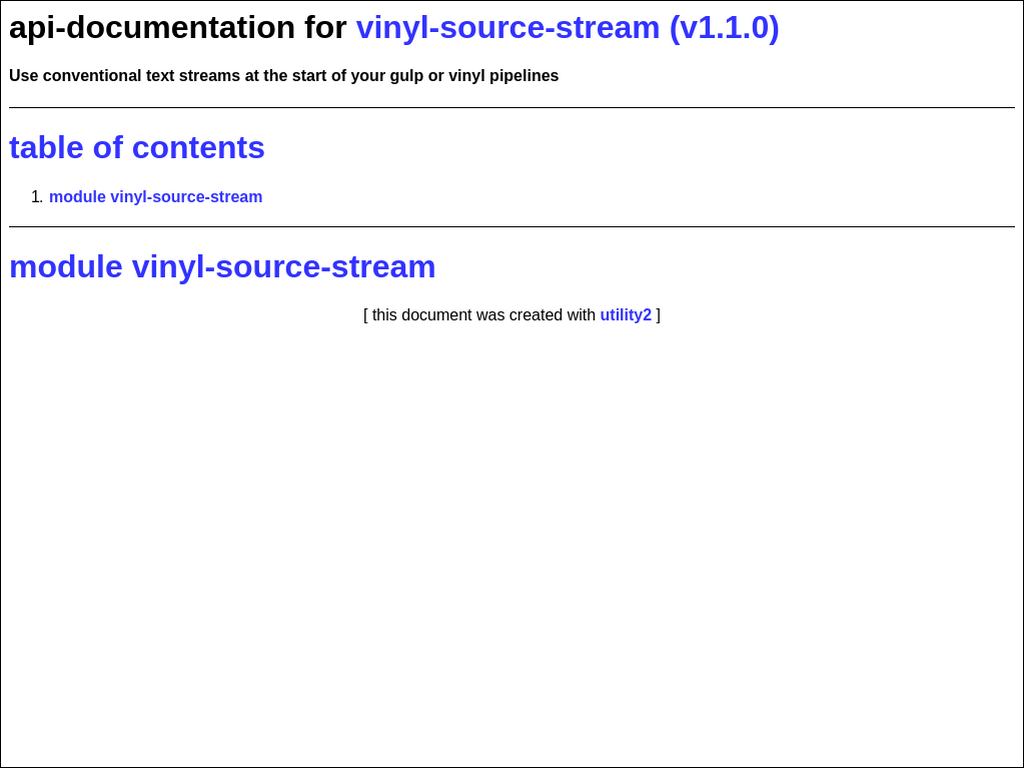 api-documentation for vinyl-source-stream (v1.1.0)
Use conventional text streams at the start of your gulp or vinyl pipelines
table of contents
1. module vinyl-source-stream
module vinyl-source-stream
[ this document was created with utility2 ]